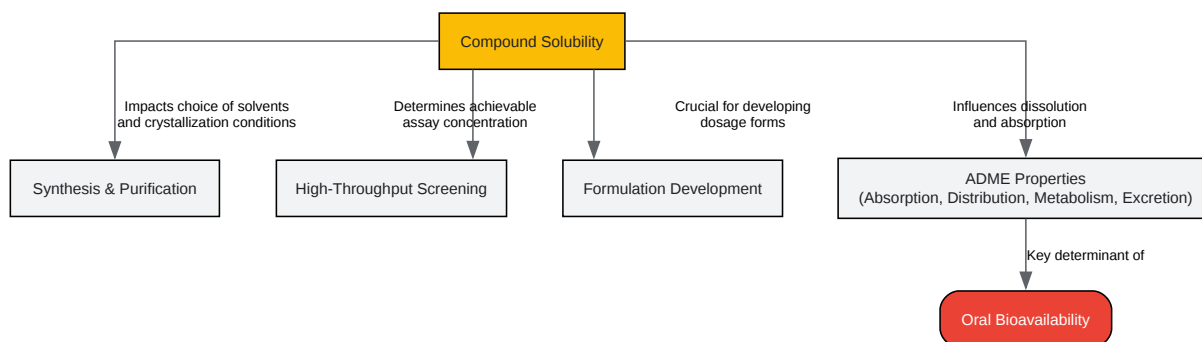 Compound Solubility
Impacts choice of solvents
and crystallization conditions
Determines achievable
assay concentration
Crucial for developing
dosage forms
Influences dissolution
and absorption
Synthesis & Purification
High-Throughput Screening
Formulation Development
ADME Properties
(Absorption, Distribution, Metabolism, Excretion)
Key determinant of
Oral Bioavailability